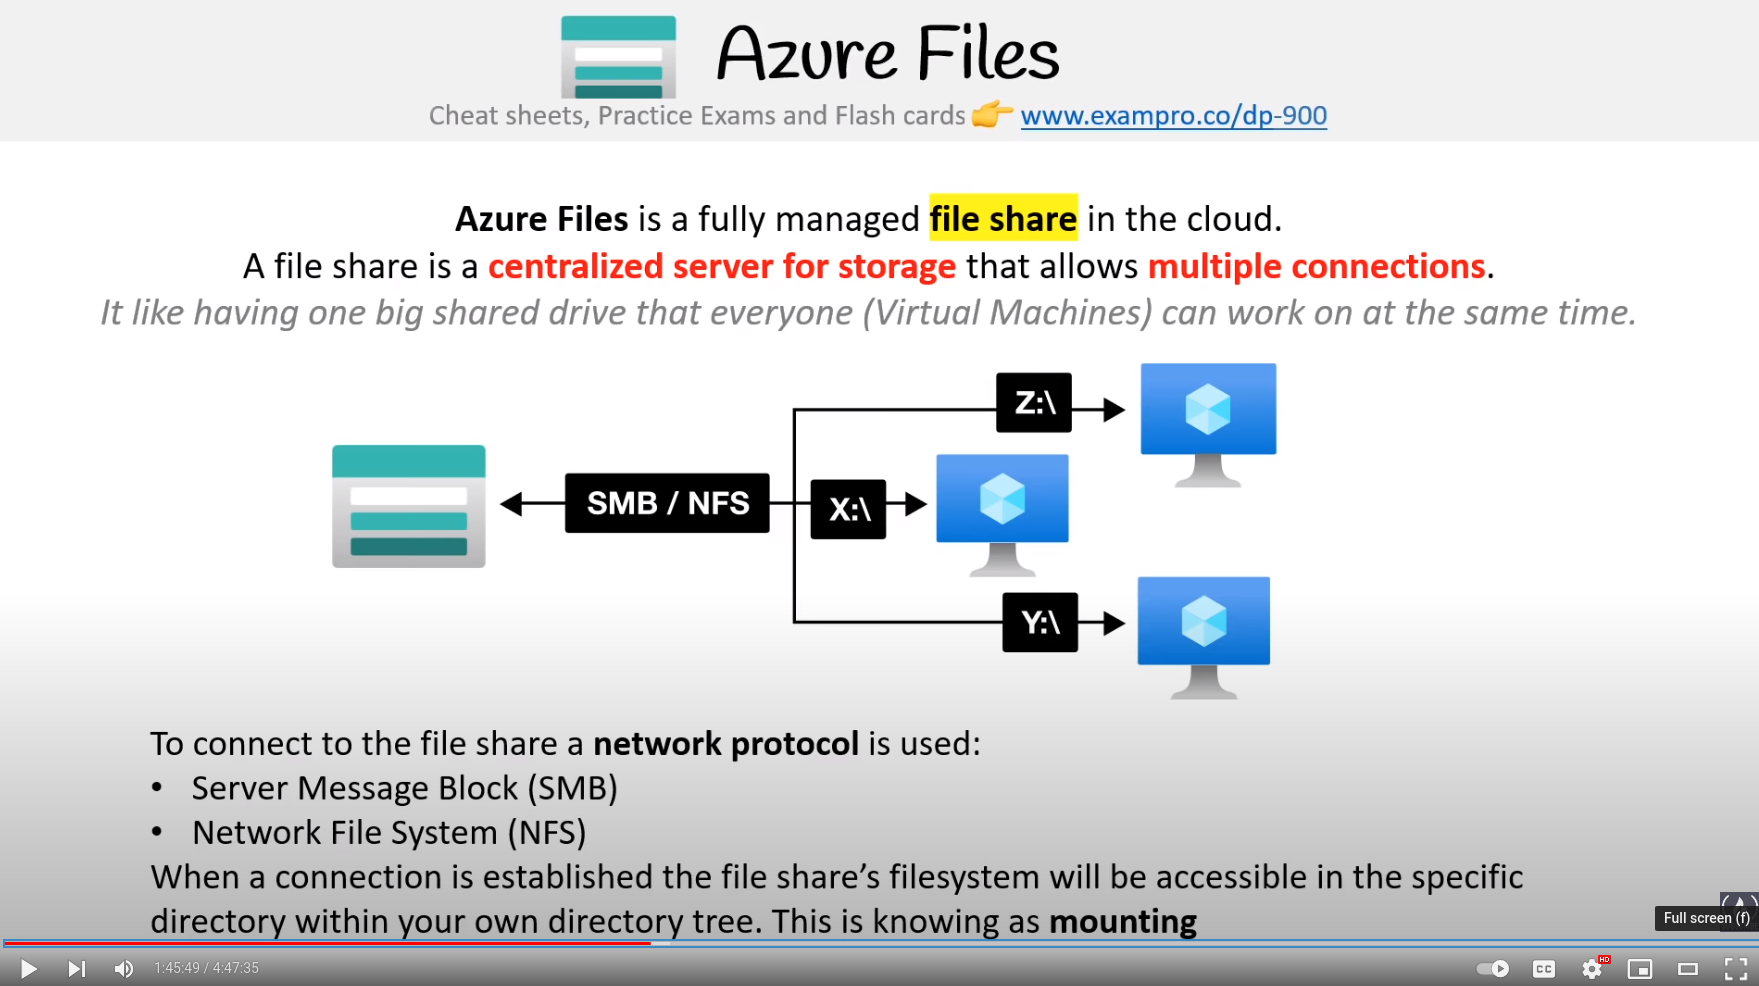 Azure Files
Cheat sheets, Practice Exams and Flash cards www.exampro.co/dp-900
Azure Files is a fully managed file share in the cloud.
A file share is a centralized server for storage that allows multiple connections.
It like having one big shared drive that everyone (Virtual Machines) can work on at the same time.
Z:\
SMB / NFS
X:\
Y:\
To connect to the file share a network protocol is used:
• Server Message Block (SMB)
• Network File System (NFS)
When a connection is established the file share’s filesystem will be accessible in the specific
directory within your own directory tree. This is knowing as mounting
Full screen (f)
1:45:49 / 4:47:35
CC
HD